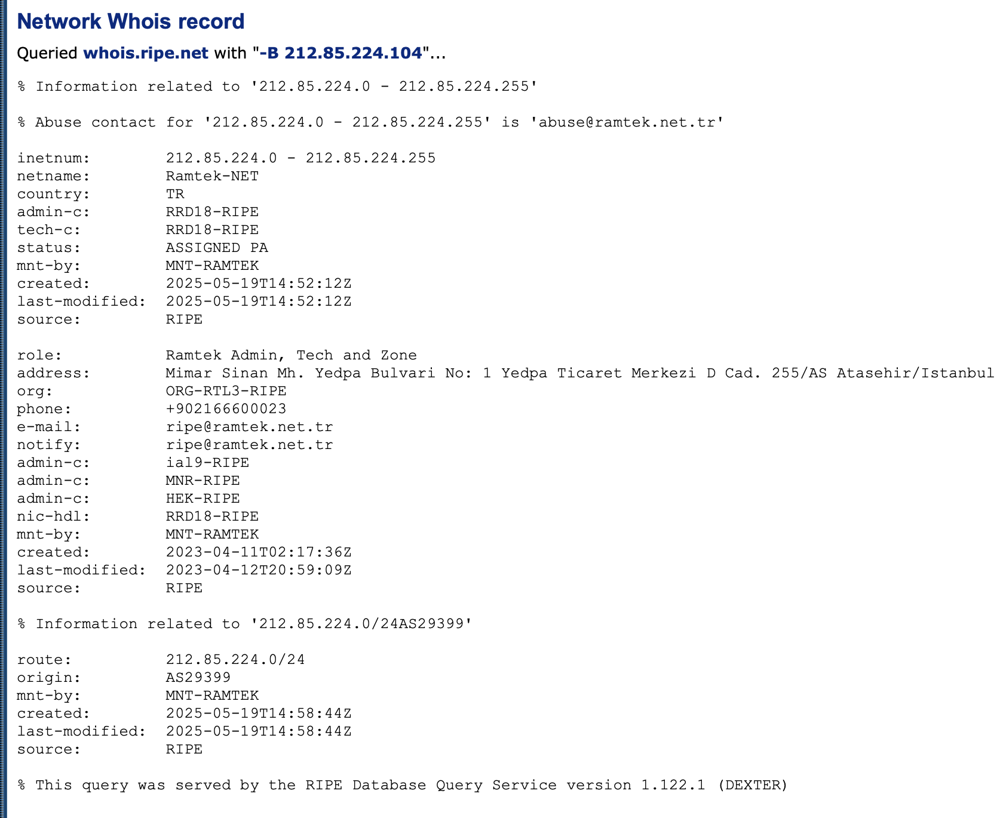 Network Whois record
Queried whois.ripe.net with "-B 212.85.224.104"...
% Information related to '212.85.224.0 - 212.85.224.255'
% Abuse contact for '212.85.224.0 - 212.85.224.255' is 'abuse@ramtek.net.tr'
inetnum: 212.85.224.0 - 212.85.224.255
netname: Ramtek-NET
country: TR
admin-c: RRD18-RIPE
tech-c: RRD18-RIPE
status: ASSIGNED PA
mnt-by: MNT-RAMTEK
created: 2025-05-19T14:52:12Z
last-modified: 2025-05-19T14:52:12Z
source: RIPE
role: Ramtek Admin, Tech and Zone
address: Mimar Sinan Mh. Yedpa Bulvari No: 1 Yedpa Ticaret Merkezi D Cad. 255/AS Atasehir/Istanbul
org: ORG-RTL3-RIPE
phone: +902166600023
e-mail: ripe@ramtek.net.tr
notify: ripe@ramtek.net.tr
admin-c: ial9-RIPE
admin-c: MNR-RIPE
admin-c: HEK-RIPE
nic-hdl: RRD18-RIPE
mnt-by: MNT-RAMTEK
created: 2023-04-11T02:17:36Z
last-modified: 2023-04-12T20:59:09Z
source: RIPE
% Information related to '212.85.224.0/24AS29399'
route: 212.85.224.0/24
origin: AS29399
mnt-by: MNT-RAMTEK
created: 2025-05-19T14:58:44Z
last-modified: 2025-05-19T14:58:44Z
source: RIPE
% This query was served by the RIPE Database Query Service version 1.122.1 (DEXTER)